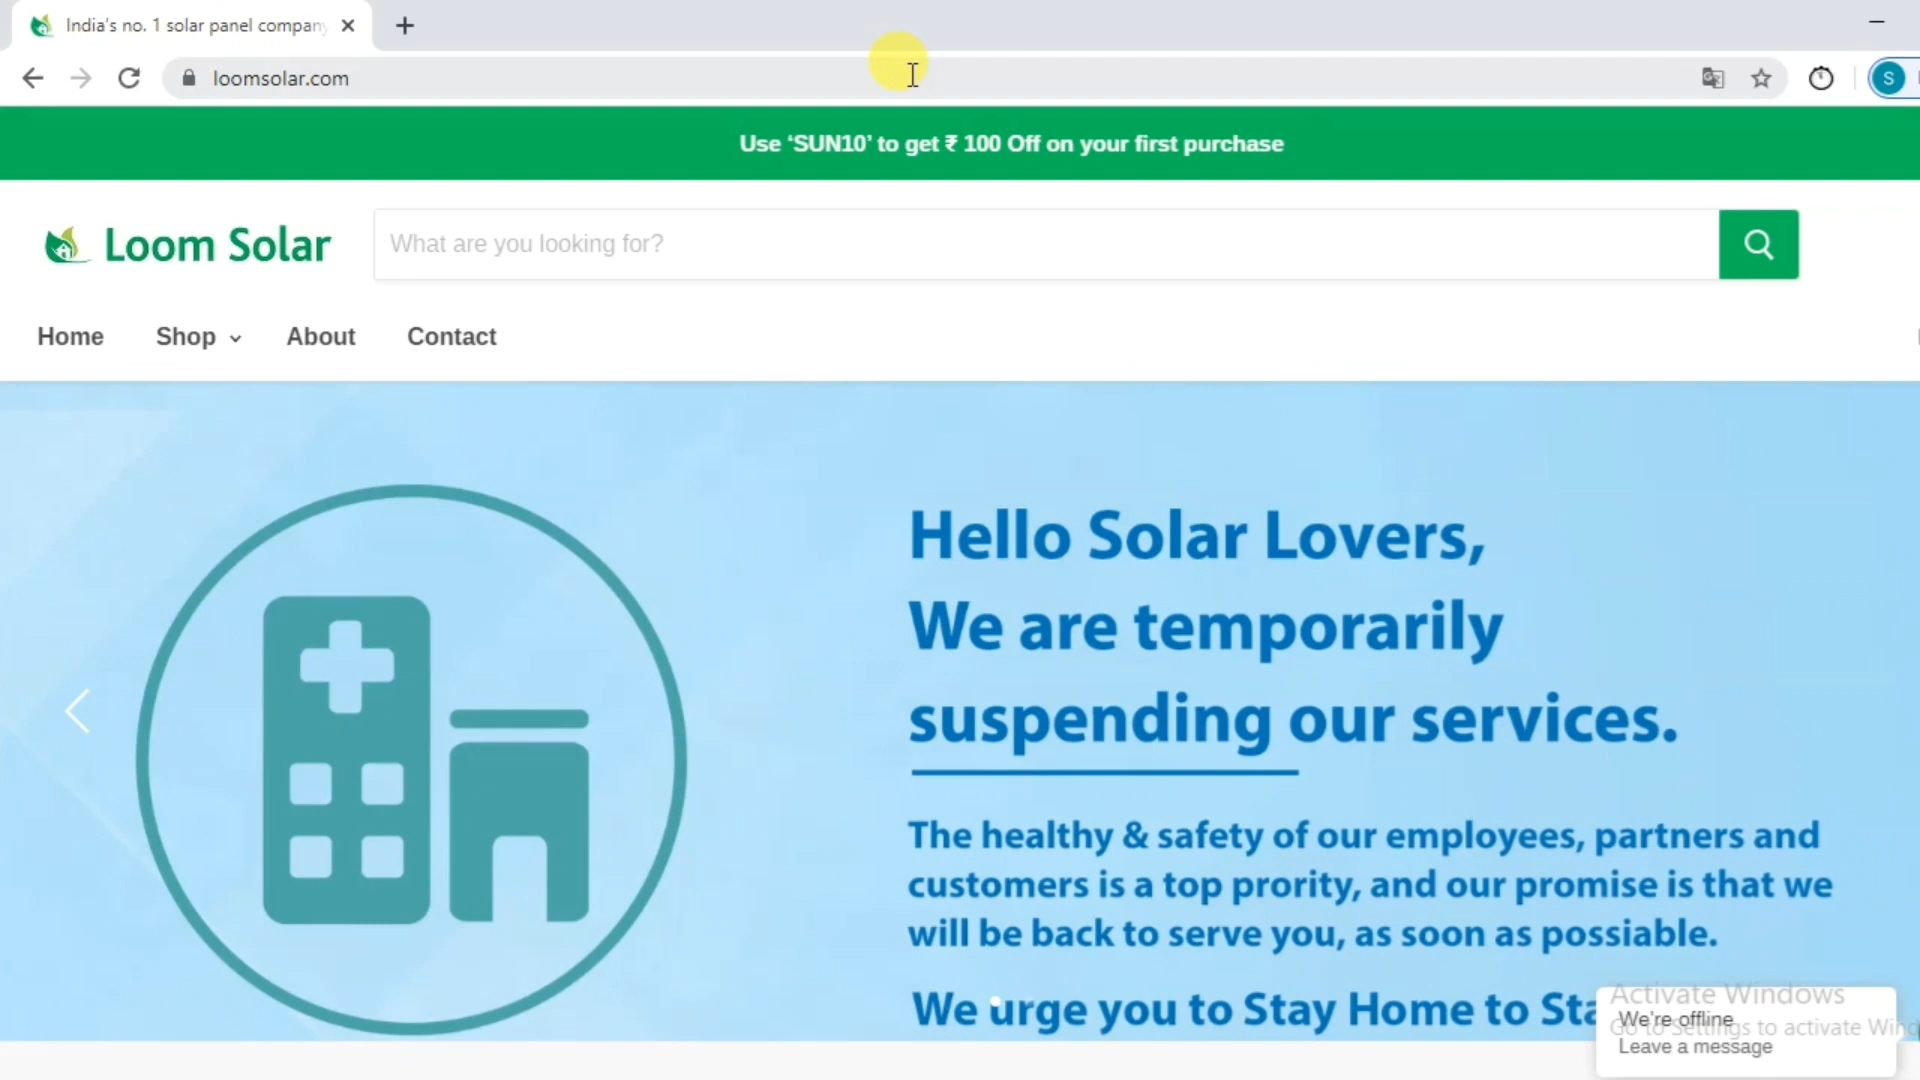 India's no. 1 solar panel company
loomsolar.com
S
Use ‘SUN10’ to get ₹ 100 Off on your first purchase
Loom Solar
What are you looking for?
Home Shop About Contact
Hello Solar Lovers,
We are temporarily
suspending our services.
The healthy & safety of our employees, partners and
customers is a top prority, and our promise is that we
will be back to serve you, as soon as possiable.
We urge you to Stay Home to Sta
Activate Windows
We're offline
Go to Settings to activate Wind
Leave a message